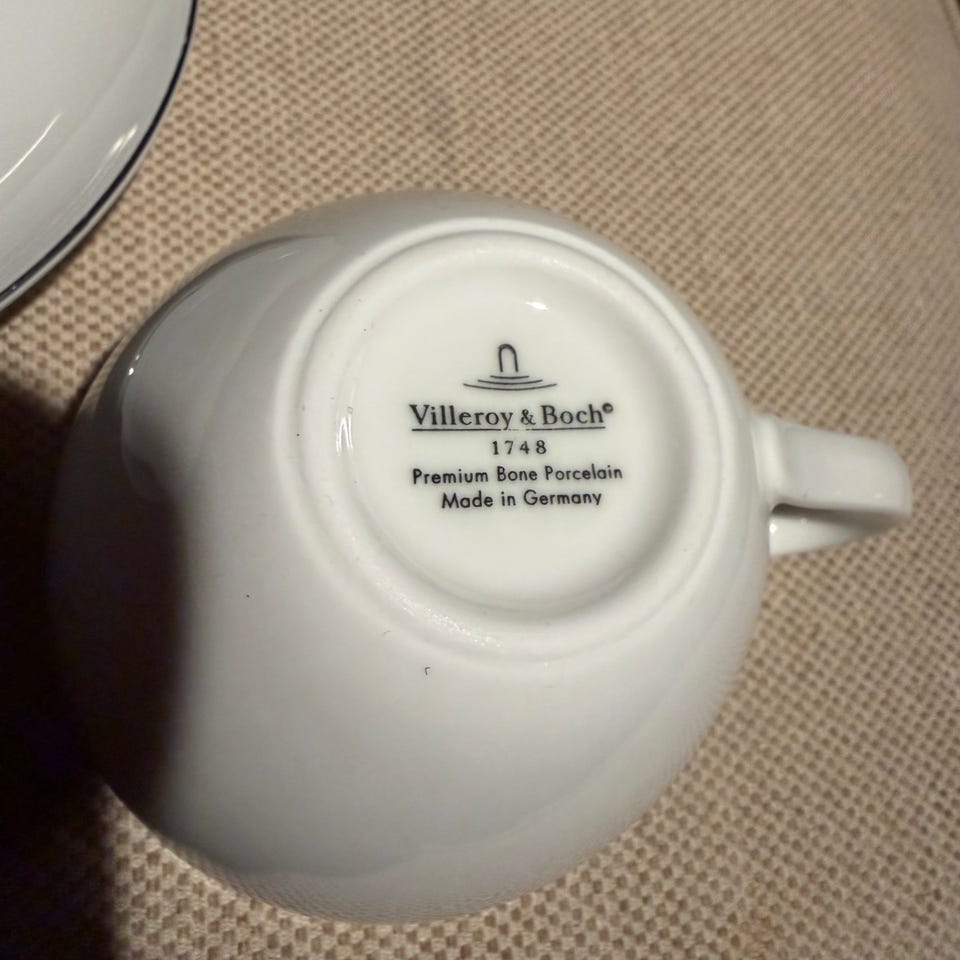 Villeroy & Boch©
1748
Premium Bone Porcelain
Made in Germany